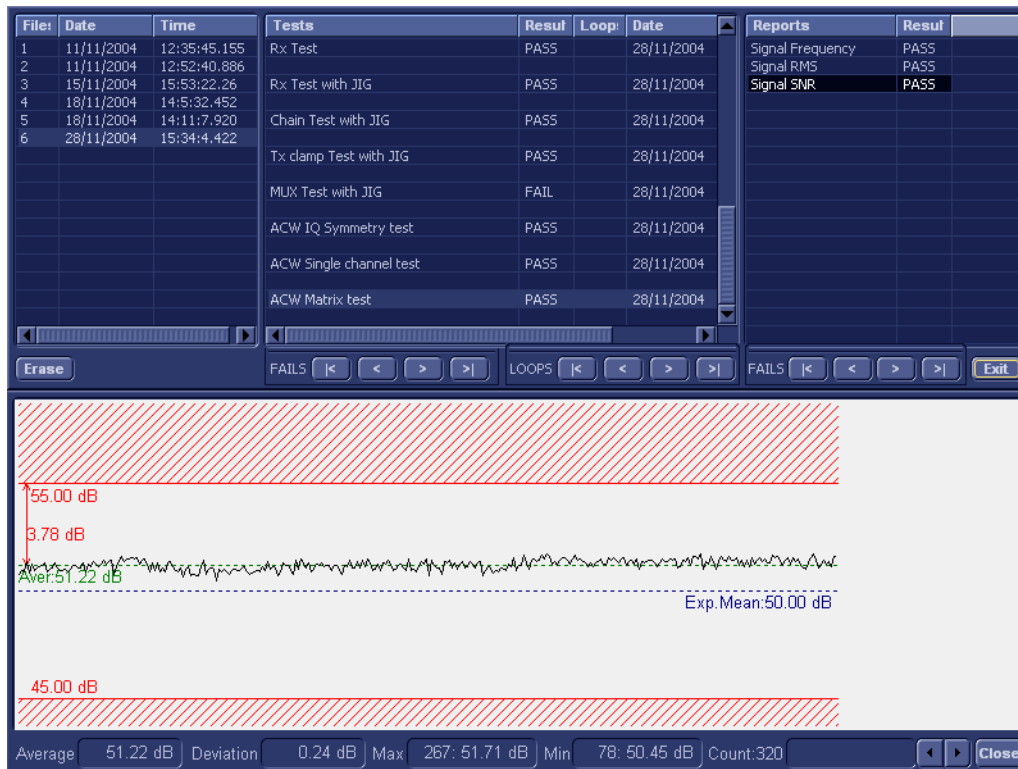 File: Date Time
1 11/11/2004 12:35:45.155
2 11/11/2004 12:52:40.886
3 15/11/2004 15:53:22.26
4 18/11/2004 14:5:32.452
5 18/11/2004 14:11:7.920
6 28/11/2004 15:34:4.422
Erase
Tests Resul Loop: Date
Rx Test PASS 28/11/2004
Rx Test with JIG PASS 28/11/2004
Chain Test with JIG PASS 28/11/2004
Tx clamp Test with JIG PASS 28/11/2004
MUX Test with JIG FAIL 28/11/2004
ACW IQ Symmetry test PASS 28/11/2004
ACW Single channel test PASS 28/11/2004
ACW Matrix test PASS 28/11/2004
FAILS |< < > >| LOOPS |< < > >|
Reports Resul
Signal Frequency PASS
Signal RMS PASS
Signal SNR PASS
FAILS |< < > >| Exit
55.00 dB
3.78 dB
Aver:51.22 dB
Exp.Mean:50.00 dB
45.00 dB
Average 51.22 dB Deviation 0.24 dB Max 267: 51.71 dB Min 78: 50.45 dB Count:320 Close